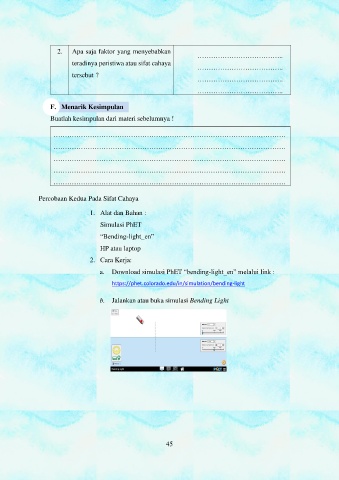 2. Apa saja faktor yang menyebabkan
teradinya peristiwa atau sifat cahaya
tersebut ?
F. Menarik Kesimpulan
Buatlah kesimpulan dari materi sebelumnya !
Percobaan Kedua Pada Sifat Cahaya
1. Alat dan Bahan :
Simulasi PhET
“Bending-light_en”
HP atau laptop
2. Cara Kerja:
a. Download simulasi PhET “bending-light_en” melalui link :
https://phet.colorado.edu/in/simulation/bending-light
b. Jalankan atau buka simulasi Bending Light
45